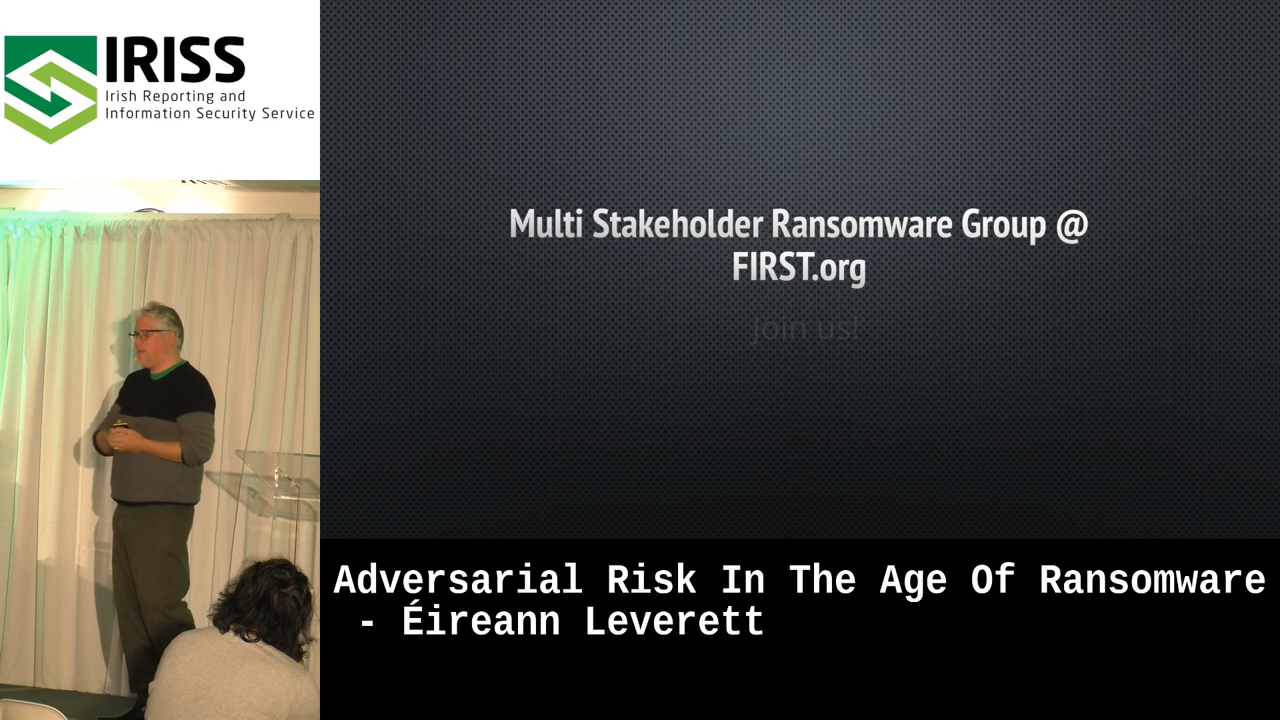 IRISS
Irish Reporting and
Information Security Service
Multi Stakeholder Ransomware Group @
FIRST.org
Join us
Adversarial Risk In The Age Of Ransomware
- Éireann Leverett